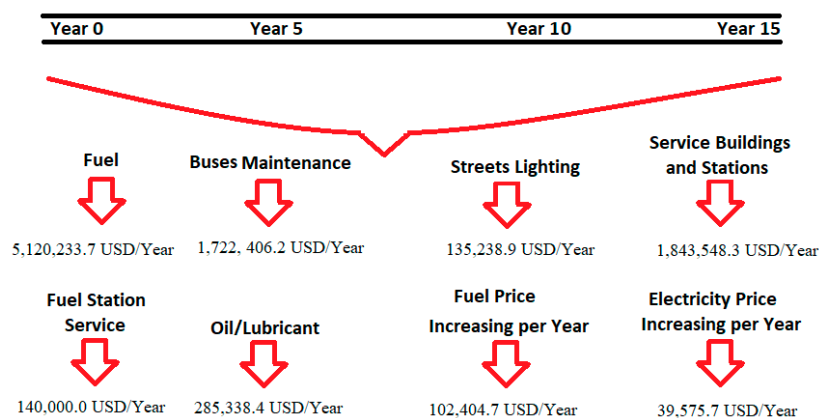 Year 0 Year 5 Year 10 Year 15
Fuel
Buses Maintenance
Streets Lighting
Service Buildings
and Stations
5,120,233.7 USD/Year
1,722, 406.2 USD/Year
135,238.9 USD/Year
1,843,548.3 USD/Year
Fuel Station
Service
Oil/Lubricant
Fuel Price
Increasing per Year
Electricity Price
Increasing per Year
140,000.0 USD/Year
285,338.4 USD/Year
102,404.7 USD/Year
39,575.7 USD/Year